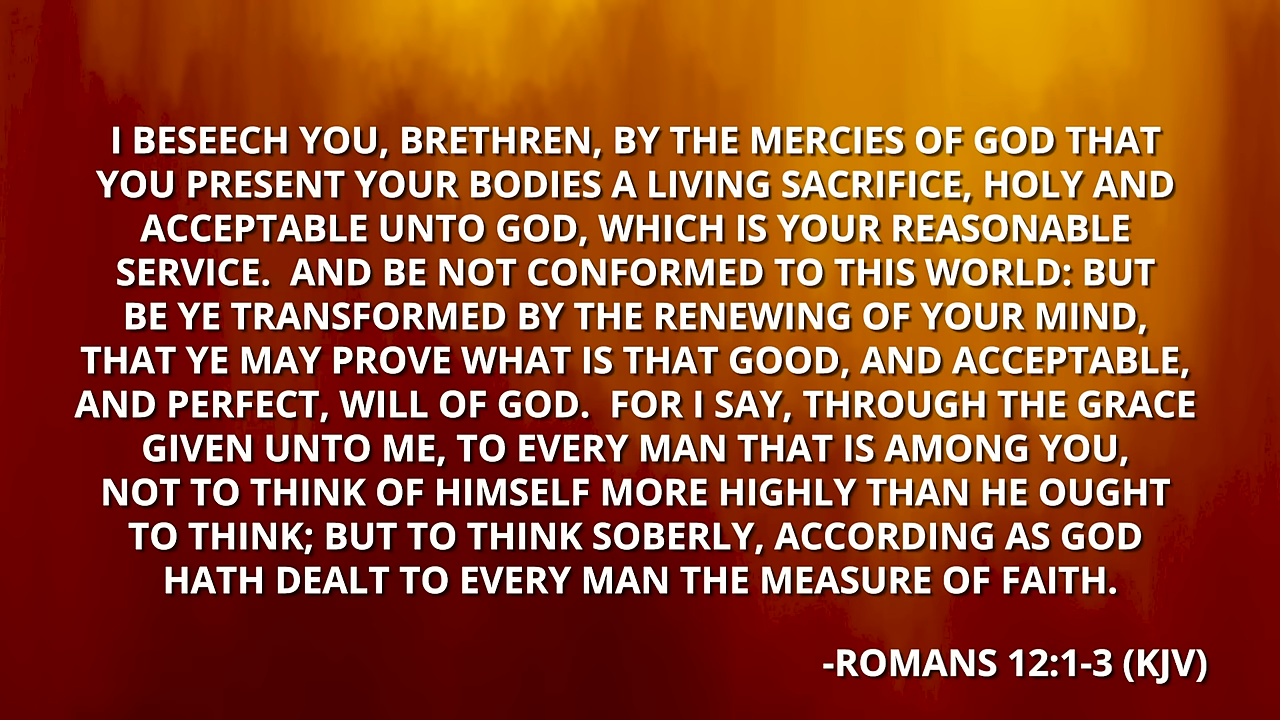 I BESEECH YOU, BRETHREN, BY THE MERCIES OF GOD THAT
YOU PRESENT YOUR BODIES A LIVING SACRIFICE, HOLY AND
ACCEPTABLE UNTO GOD, WHICH IS YOUR REASONABLE
SERVICE.  AND BE NOT CONFORMED TO THIS WORLD: BUT
BE YE TRANSFORMED BY THE RENEWING OF YOUR MIND,
THAT YE MAY PROVE WHAT IS THAT GOOD, AND ACCEPTABLE,
AND PERFECT, WILL OF GOD.  FOR I SAY, THROUGH THE GRACE
GIVEN UNTO ME, TO EVERY MAN THAT IS AMONG YOU,
NOT TO THINK OF HIMSELF MORE HIGHLY THAN HE OUGHT
TO THINK; BUT TO THINK SOBERLY, ACCORDING AS GOD
HATH DEALT TO EVERY MAN THE MEASURE OF FAITH.
-ROMANS 12:1-3 (KJV)